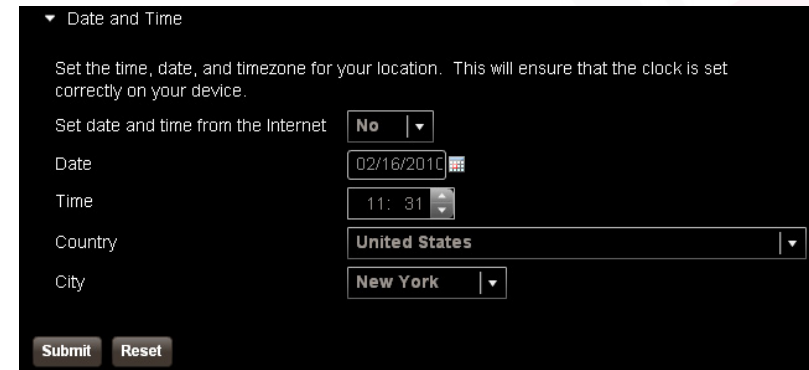 Date and Time
Set the time, date, and timezone for your location. This will ensure that the clock is set
correctly on your device.
Set date and time from the Internet No
Date 02/16/2010
Time 11: 31
Country United States
City New York
Submit Reset